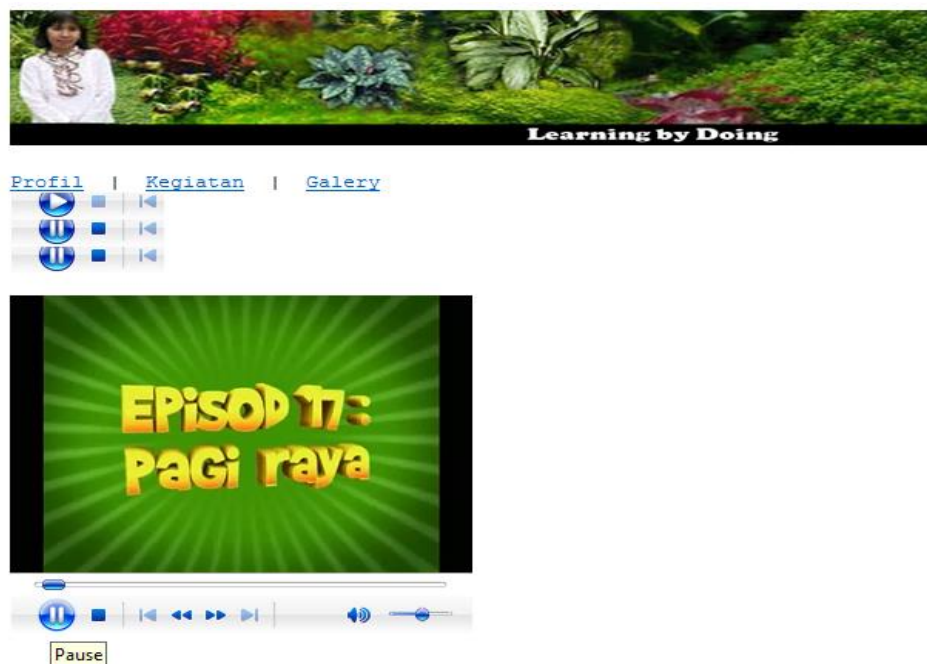 Learning by Doing
Profil | Kegiatan | Galery
EPiSOD 17:
PaGi raya
Pause